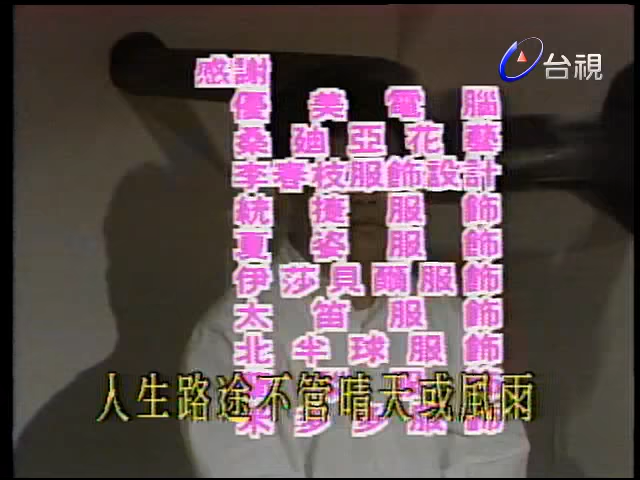 台視
感謝
優美電腦
桑廸亞花藝
李春枝服飾設計
統捷服飾
夏姿服飾
伊莎貝爾服飾
太笛服飾
北半球服飾
人生路途不管晴天或風雨